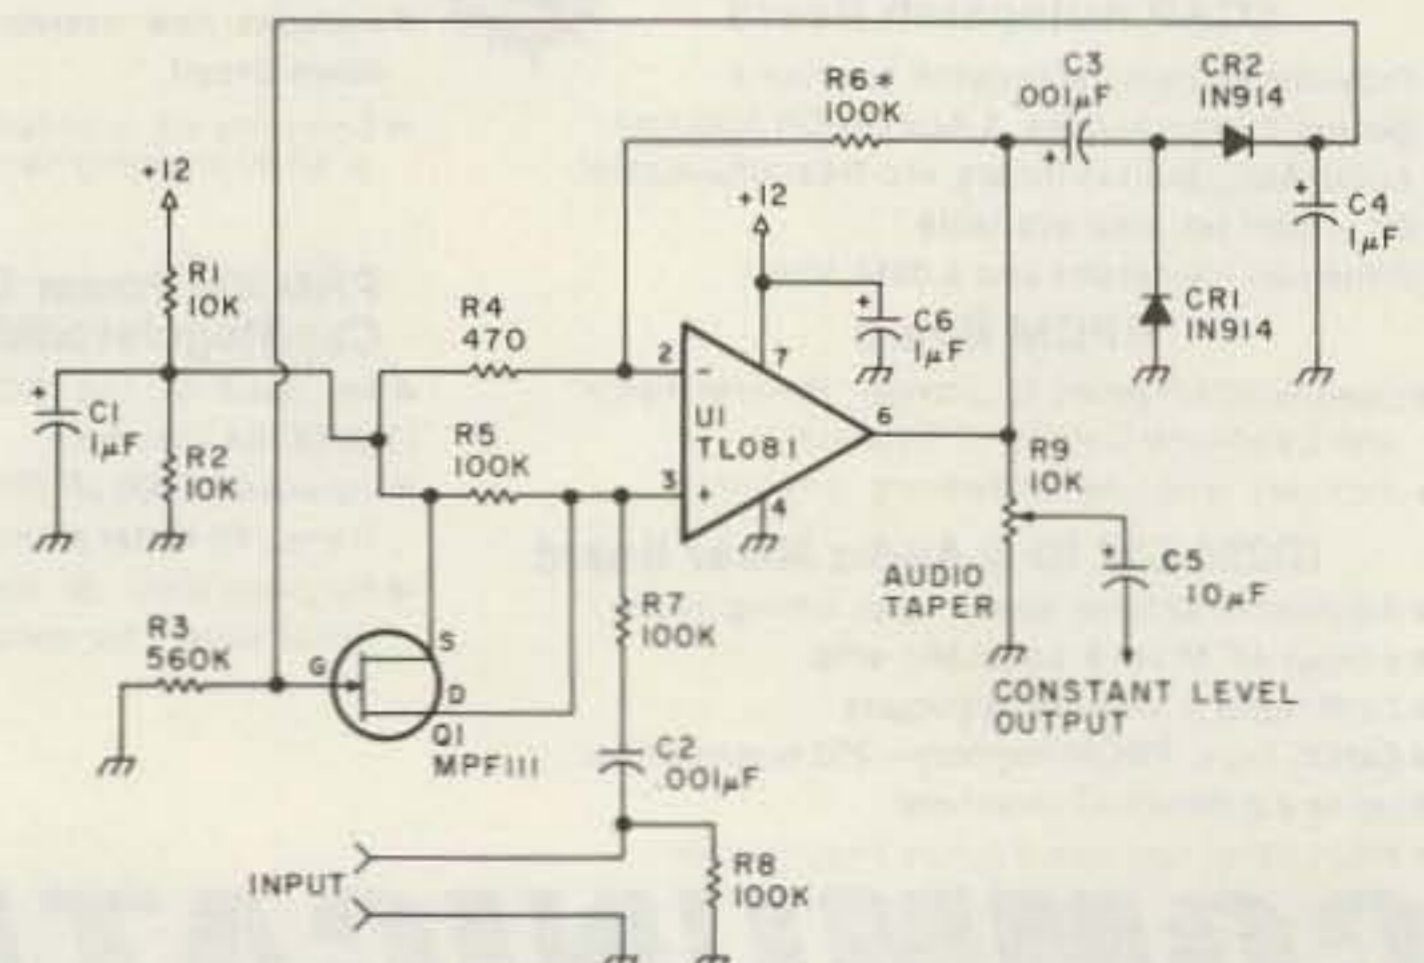 R6*
100K
C3
.001µF
CR2
1N914
+12
+12
C4
1µF
R1
10K
R4
470
C6
1µF
CR1
1N914
2
-
7
C1
1µF
R2
10K
R5
100K
U1
TL081
6
3
+
4
R9
10K
AUDIO
TAPER
C5
10µF
R3
560K
R7
100K
G
S
D
Q1
MPF111
CONSTANT LEVEL
OUTPUT
C2
.001µF
INPUT
R8
100K